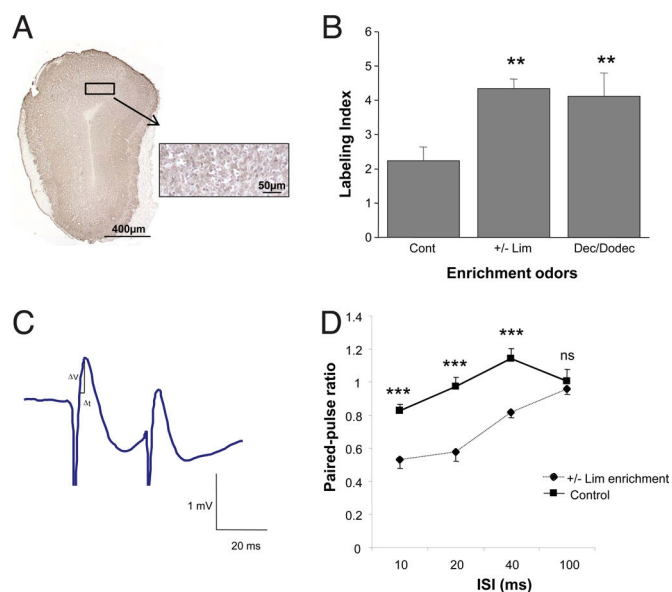 A
400μm
50μm
B
Labeling Index
6
5
4
3
2
1
0
**
**
Cont
+/- Lim
Dec/Dodec
Enrichment odors
C
ΔV
Δt
1 mV
20 ms
D
Paired-pulse ratio
1.4
1.2
1
0.8
0.6
0.4
0.2
0
***
***
***
ns
+/- Lim enrichment
Control
10
20
40
100
ISI (ms)